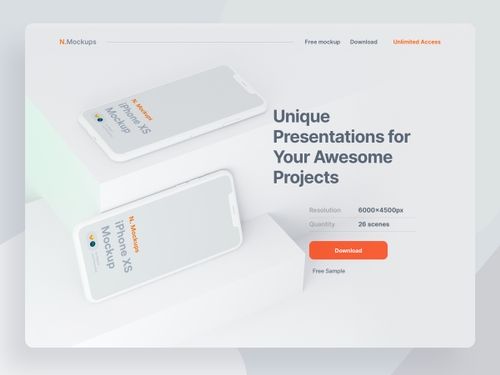 N.Mockups
Free mockup
Download
Unlimited Access
N.Mockups
iPhone XS
Mockup
Unique
Presentations for
Your Awesome
Projects
Resolution 6000×4500px
Quantity 26 scenes
Download
Free Sample
N.Mockups
iPhone XS
Mockup